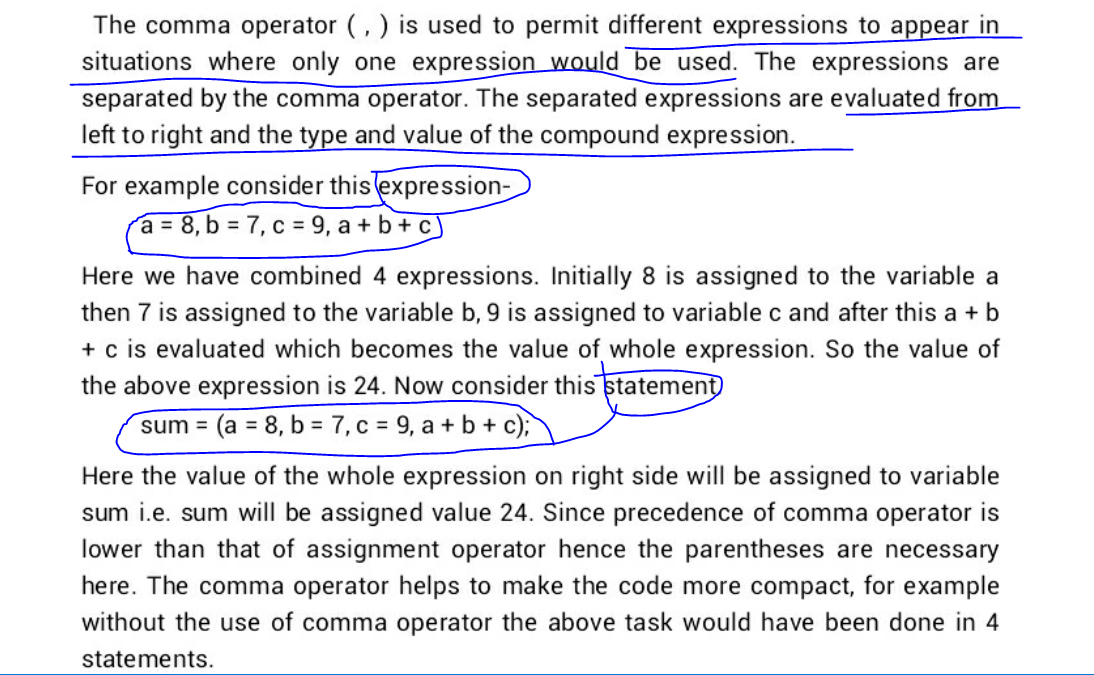 The comma operator ( , ) is used to permit different expressions to appear in
situations where only one expression would be used. The expressions are
separated by the comma operator. The separated expressions are evaluated from
left to right and the type and value of the compound expression.
For example consider this expression-
a = 8, b = 7, c = 9, a + b + c
Here we have combined 4 expressions. Initially 8 is assigned to the variable a
then 7 is assigned to the variable b, 9 is assigned to variable c and after this a + b
+ c is evaluated which becomes the value of whole expression. So the value of
the above expression is 24. Now consider this statement
sum = (a = 8, b = 7, c = 9, a + b + c);
Here the value of the whole expression on right side will be assigned to variable
sum i.e. sum will be assigned value 24. Since precedence of comma operator is
lower than that of assignment operator hence the parentheses are necessary
here. The comma operator helps to make the code more compact, for example
without the use of comma operator the above task would have been done in 4
statements.